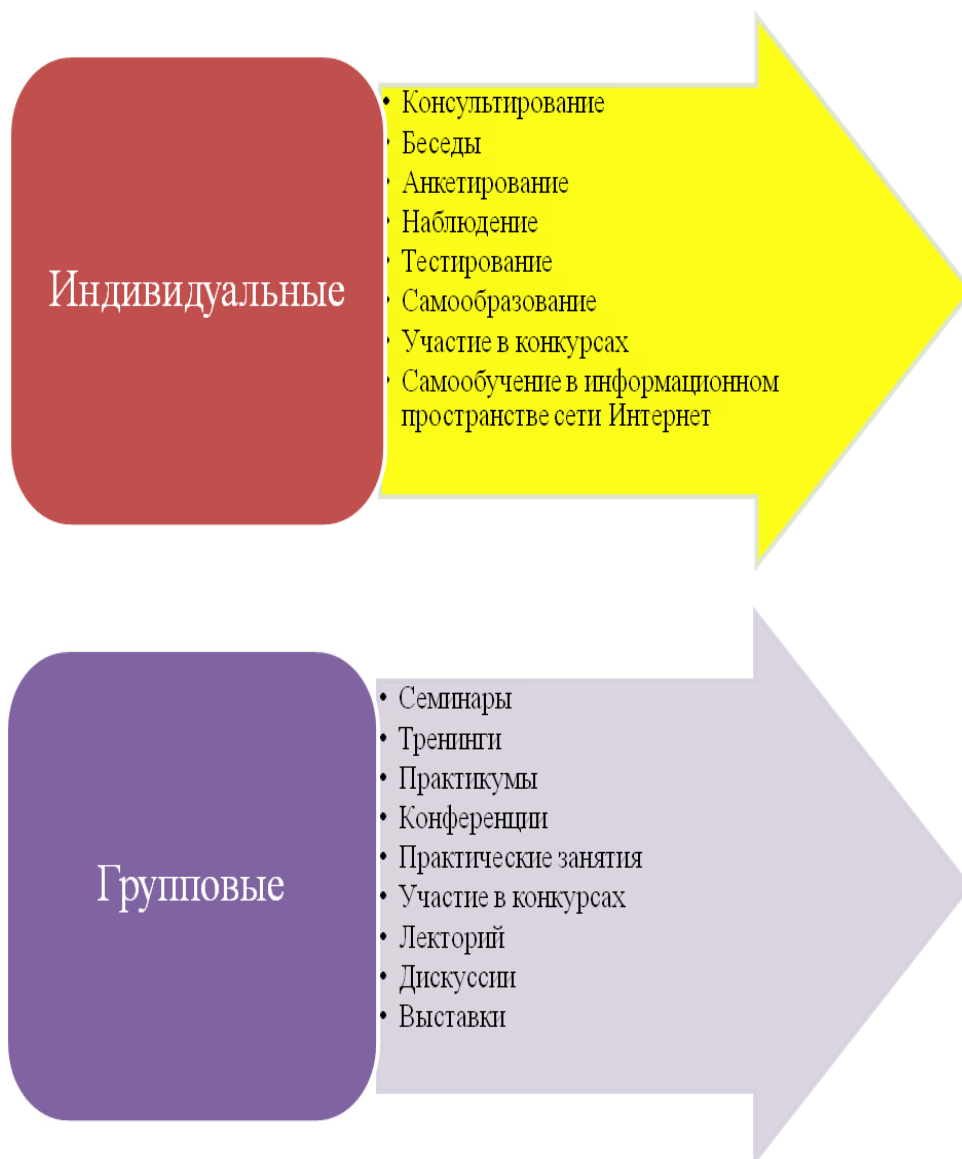 Индивидуальные
• Консультирование
• Беседы
• Анкетирование
• Наблюдение
• Тестирование
• Самообразование
• Участие в конкурсах
• Самообучение в информационном
пространстве сети Интернет
Групповые
• Семинары
• Тренинги
• Практикумы
• Конференции
• Практические занятия
• Участие в конкурсах
• Лекторий
• Дискуссии
• Выставки